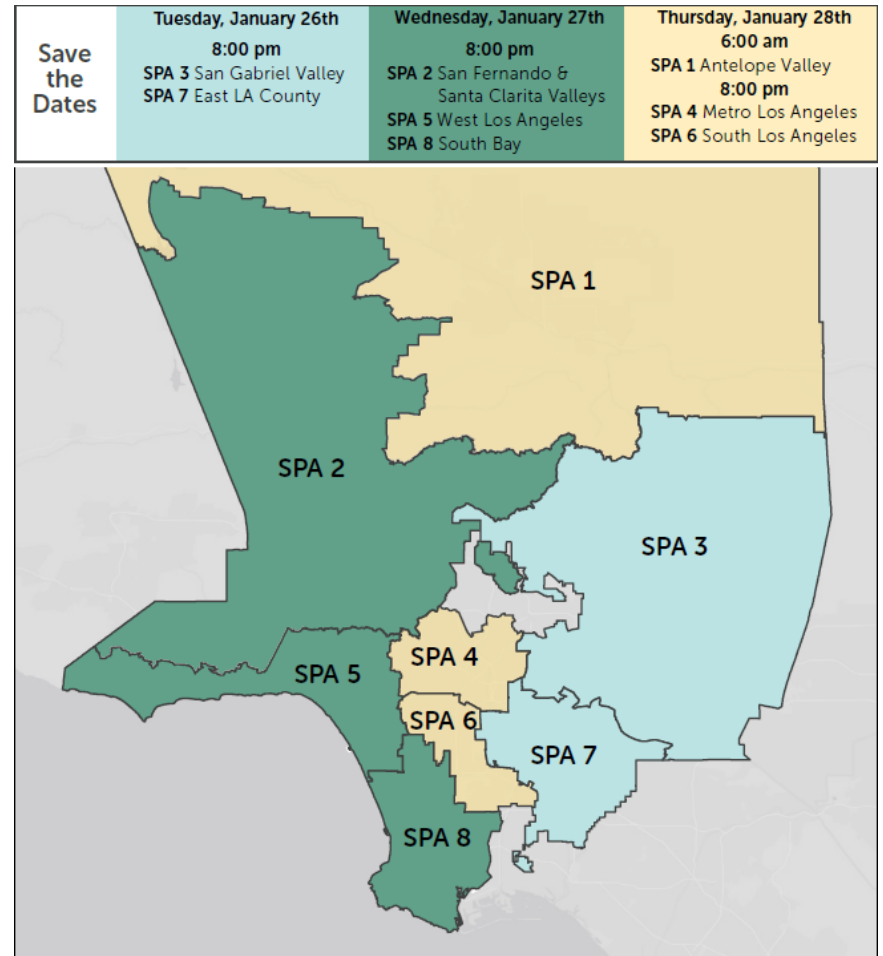 Save
the
Dates
Tuesday, January 26th
8:00 pm
SPA 3 San Gabriel Valley
SPA 7 East LA County
Wednesday, January 27th
8:00 pm
SPA 2 San Fernando &
Santa Clarita Valleys
SPA 5 West Los Angeles
SPA 8 South Bay
Thursday, January 28th
6:00 am
SPA 1 Antelope Valley
8:00 pm
SPA 4 Metro Los Angeles
SPA 6 South Los Angeles
SPA 1
SPA 2
SPA 3
SPA 4
SPA 5
SPA 6
SPA 7
SPA 8